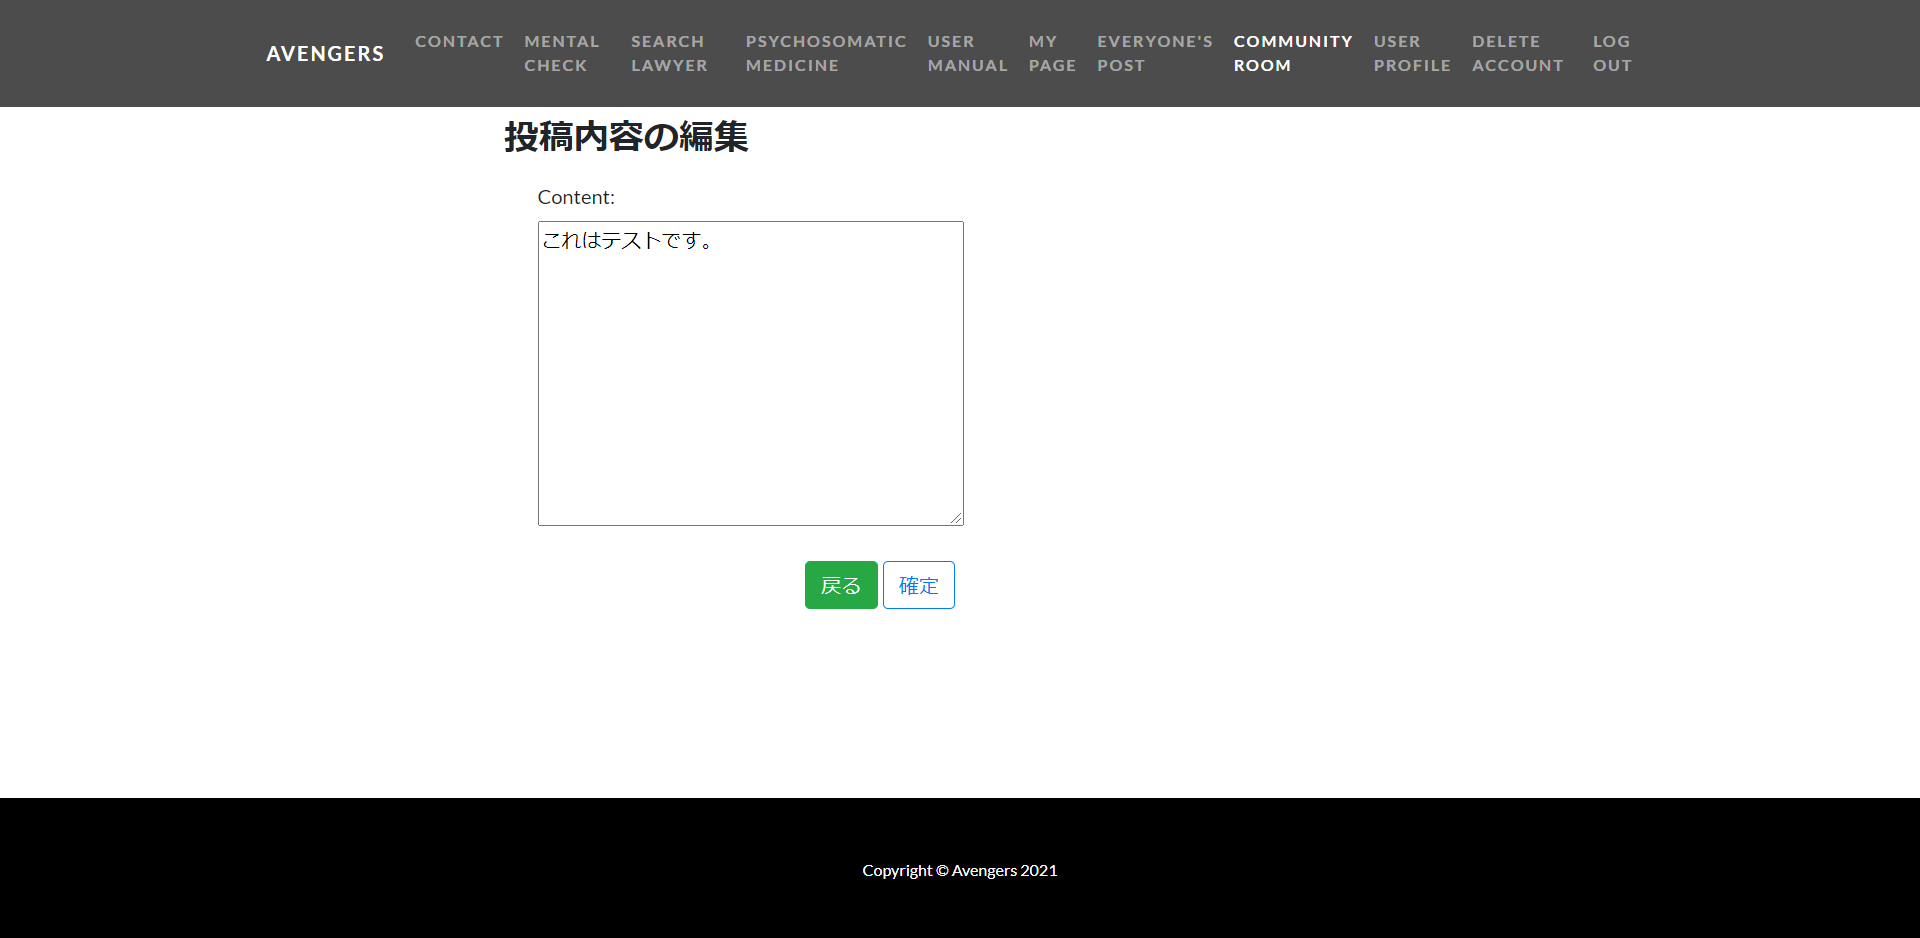 AVENGERS
CONTACT
MENTAL
CHECK
SEARCH
LAWYER
PSYCHOSOMATIC
MEDICINE
USER
MANUAL
MY
PAGE
EVERYONE'S
POST
COMMUNITY
ROOM
USER
PROFILE
DELETE
ACCOUNT
LOG
OUT
投稿内容の編集
Content:
これはテストです。
戻る 確定
Copyright © Avengers 2021